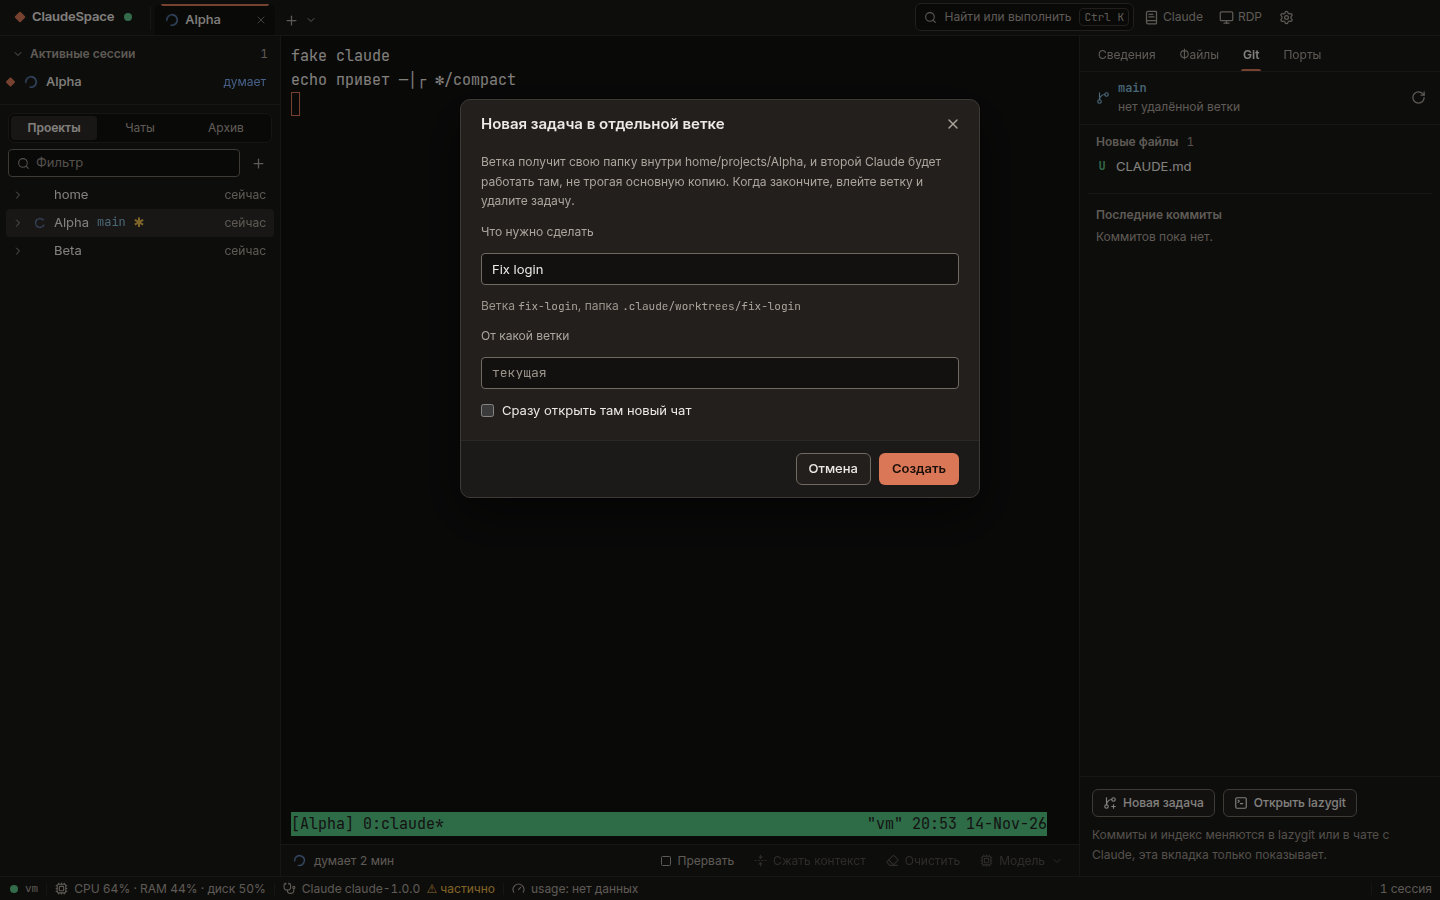 ClaudeSpace
Alpha
Найти или выполнить Ctrl K
Claude
RDP
Активные сессии 1
Alpha думает
Проекты Чаты Архив
Фильтр
home сейчас
Alpha main ✱ сейчас
Beta сейчас
fake claude
echo привет —│┌ ✻/compact
Новая задача в отдельной ветке
Ветка получит свою папку внутри home/projects/Alpha, и второй Claude будет
работать там, не трогая основную копию. Когда закончите, влейте ветку и
удалите задачу.
Что нужно сделать
Fix login
Ветка fix-login, папка .claude/worktrees/fix-login
От какой ветки
текущая
Сразу открыть там новый чат
Отмена Создать
[Alpha] 0:claude* "vm" 20:53 14-Nov-26
думает 2 мин Прервать Сжать контекст Очистить Модель
Сведения Файлы Git Порты
main
нет удалённой ветки
Новые файлы 1
U CLAUDE.md
Последние коммиты
Коммитов пока нет.
Новая задача Открыть lazygit
Коммиты и индекс меняются в lazygit или в чате с
Claude, эта вкладка только показывает.
vm CPU 64% · RAM 44% · диск 50% Claude claude-1.0.0 ⚠ частично usage: нет данных 1 сессия